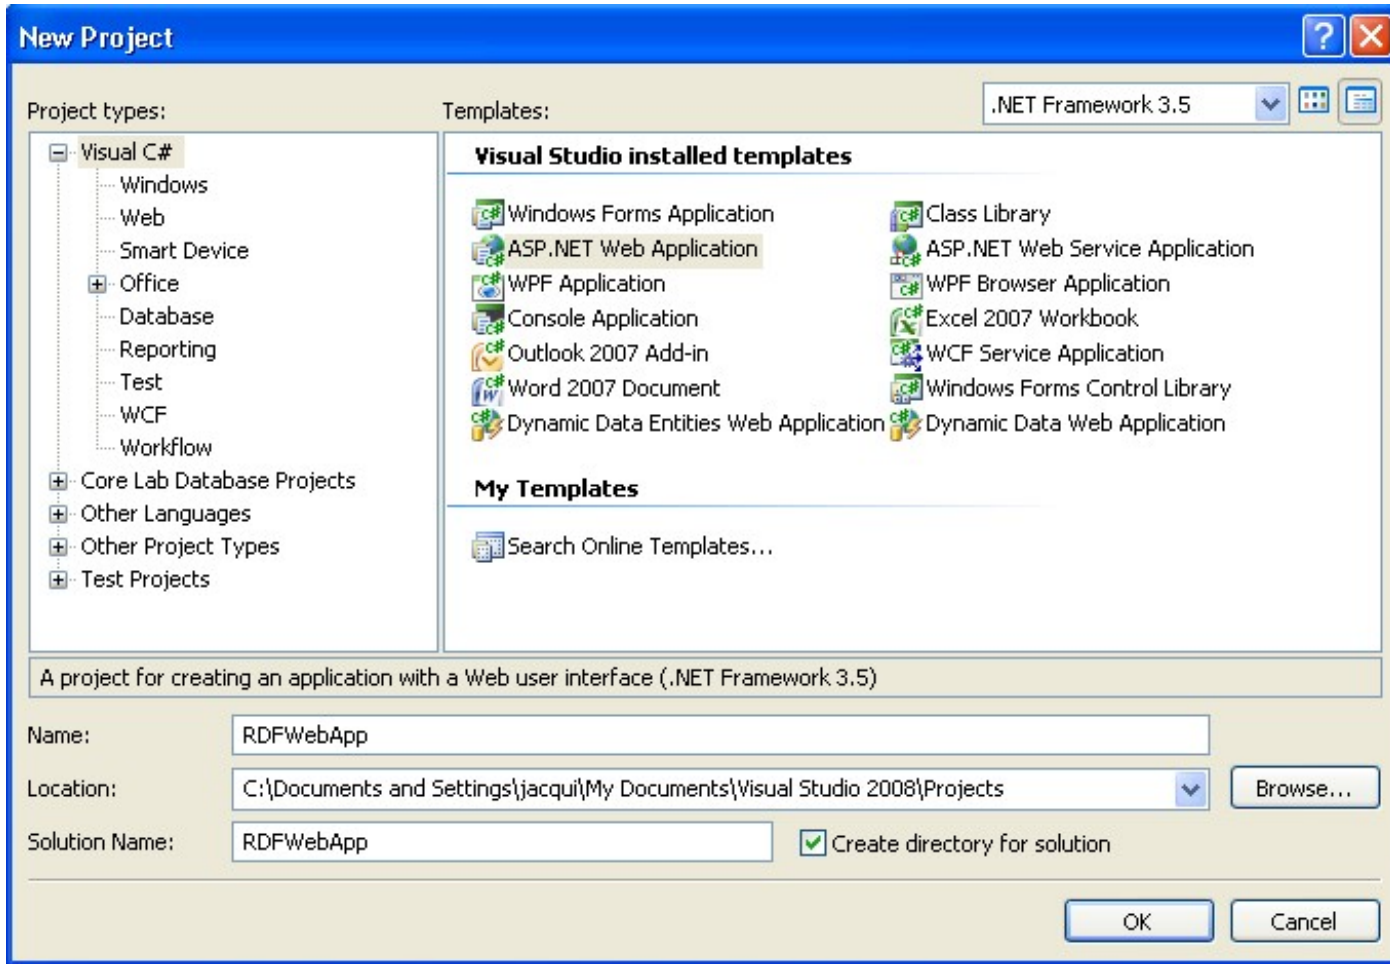 New Project
Project types:
Templates:
.NET Framework 3.5
Visual C#
Windows
Web
Smart Device
Office
Database
Reporting
Test
WCF
Workflow
Core Lab Database Projects
Other Languages
Other Project Types
Test Projects
Visual Studio installed templates
Windows Forms Application
Class Library
ASP.NET Web Application
ASP.NET Web Service Application
WPF Application
WPF Browser Application
Console Application
Excel 2007 Workbook
Outlook 2007 Add-in
WCF Service Application
Word 2007 Document
Windows Forms Control Library
Dynamic Data Entities Web Application
Dynamic Data Web Application
My Templates
Search Online Templates...
A project for creating an application with a Web user interface (.NET Framework 3.5)
Name:
RDFWebApp
Location:
C:\Documents and Settings\jacqui\My Documents\Visual Studio 2008\Projects
Browse...
Solution Name:
RDFWebApp
Create directory for solution
OK
Cancel